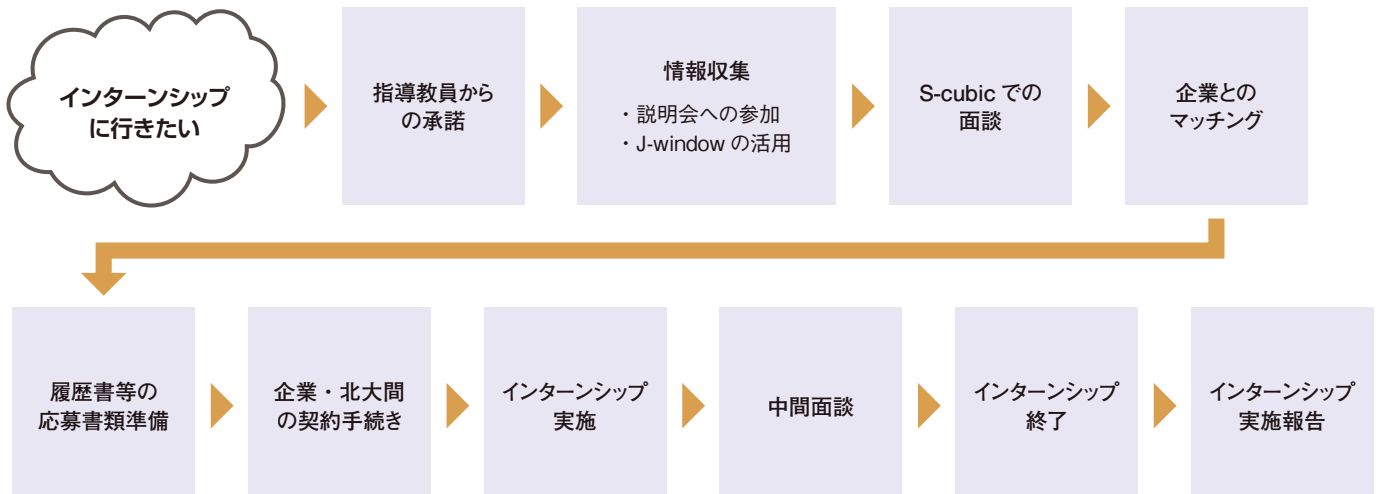 インターンシップ
に行きたい
指導教員から
の承諾
情報収集
・説明会への参加
・J-window の活用
S-cubic での
面談
企業との
マッチング
履歴書等の
応募書類準備
企業・北大間
の契約手続き
インターンシップ
実施
中間面談
インターンシップ
終了
インターンシップ
実施報告